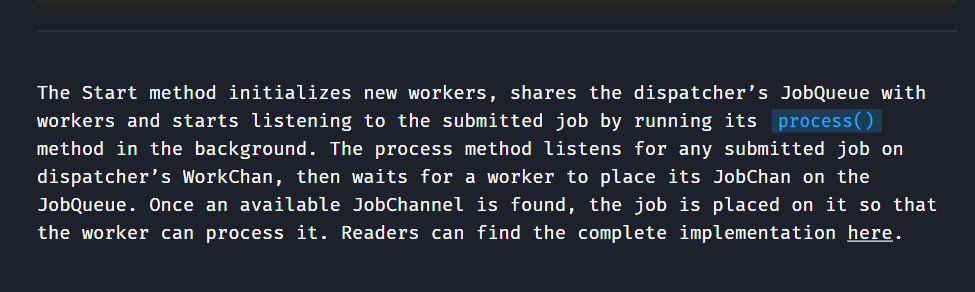 The Start method initializes new workers, shares the dispatcher’s JobQueue with
workers and starts listening to the submitted job by running its process()
method in the background. The process method listens for any submitted job on
dispatcher’s WorkChan, then waits for a worker to place its JobChan on the
JobQueue. Once an available JobChannel is found, the job is placed on it so that
the worker can process it. Readers can find the complete implementation here.